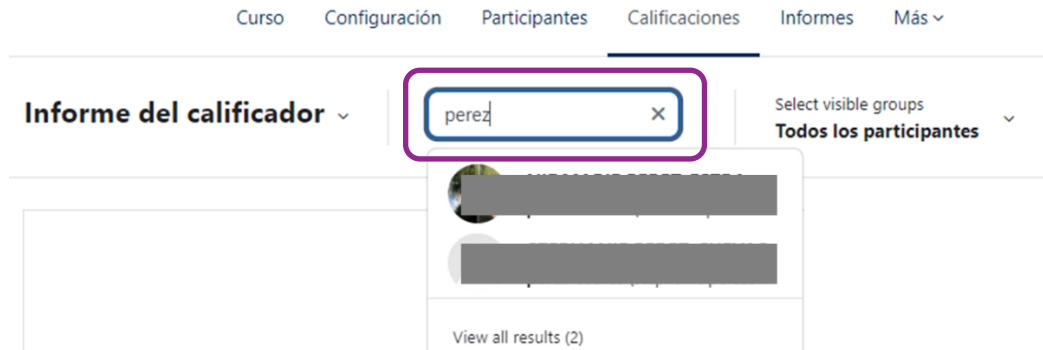 Curso Configuración Participantes Calificaciones Informes Más
Informe del calificador
perez
Select visible groups
Todos los participantes
View all results (2)